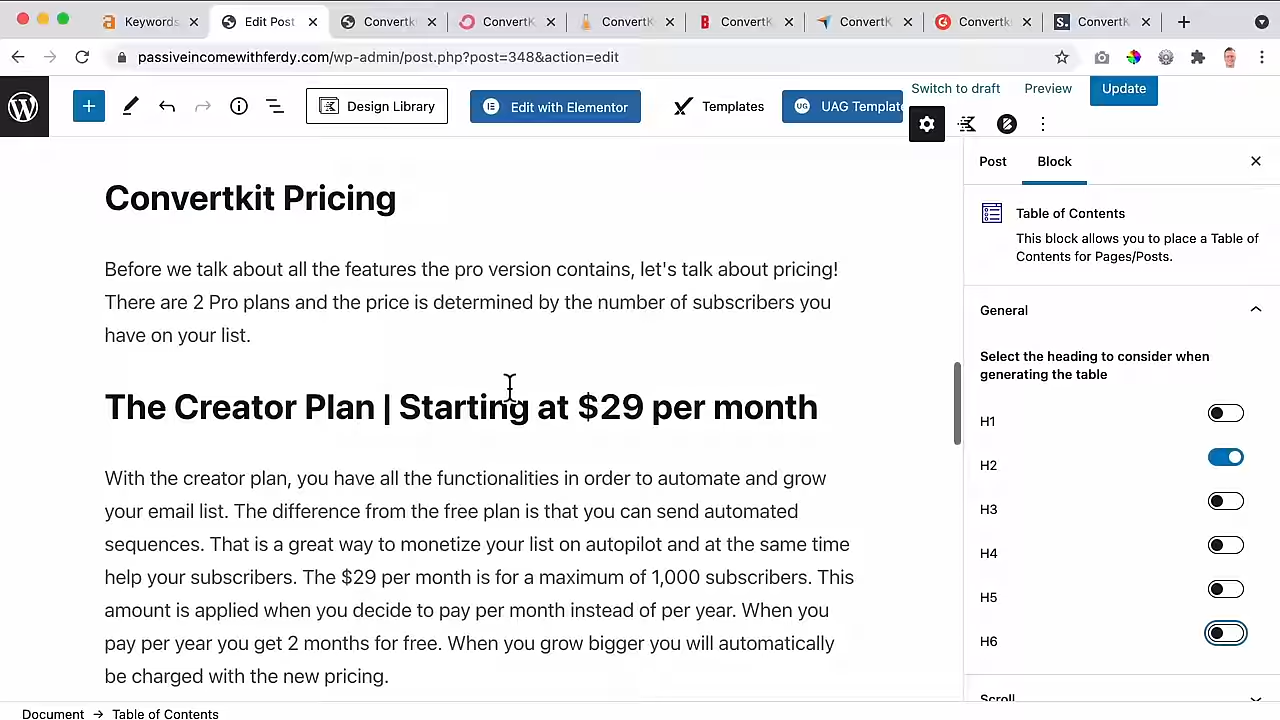 Keywords
Edit Post
Convertk
ConvertK
ConvertK
ConvertK
ConvertK
Convertk
ConvertK
passiveincomewithferdy.com/wp-admin/post.php?post=348&action=edit
Design Library
Edit with Elementor
Templates
UG
UAG Template
Switch to draft
Preview
Update
Convertkit Pricing
Before we talk about all the features the pro version contains, let's talk about pricing!
There are 2 Pro plans and the price is determined by the number of subscribers you
have on your list.
The Creator Plan | Starting at $29 per month
With the creator plan, you have all the functionalities in order to automate and grow
your email list. The difference from the free plan is that you can send automated
sequences. That is a great way to monetize your list on autopilot and at the same time
help your subscribers. The $29 per month is for a maximum of 1,000 subscribers. This
amount is applied when you decide to pay per month instead of per year. When you
pay per year you get 2 months for free. When you grow bigger you will automatically
be charged with the new pricing.
Post
Block
Table of Contents
This block allows you to place a Table of
Contents for Pages/Posts.
General
Select the heading to consider when
generating the table
H1
H2
H3
H4
H5
H6
Scroll
Document → Table of Contents